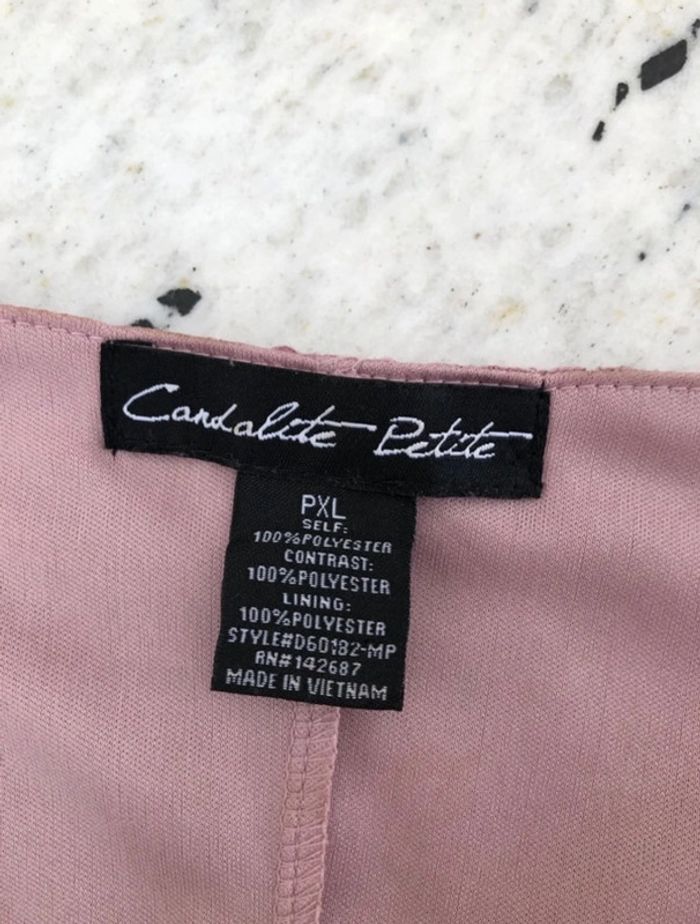 Candalite Petite
PXL
SELF:
100%POLYESTER
CONTRAST:
100%POLYESTER
LINING:
100%POLYESTER
STYLE#D60182-MP
RN#142687
MADE IN VIETNAM